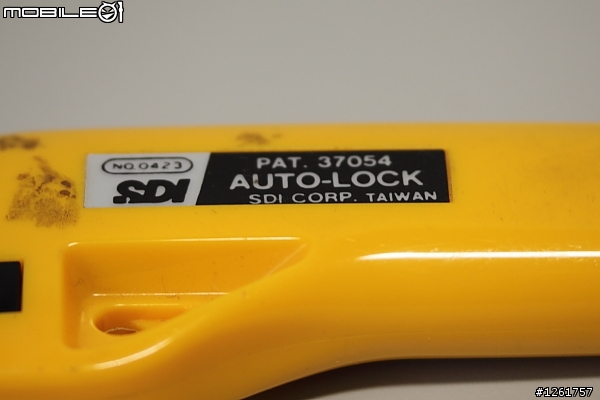 MOBILE01
NO.0423
SDI
PAT. 37054
AUTO-LOCK
SDI CORP. TAIWAN
#1261757